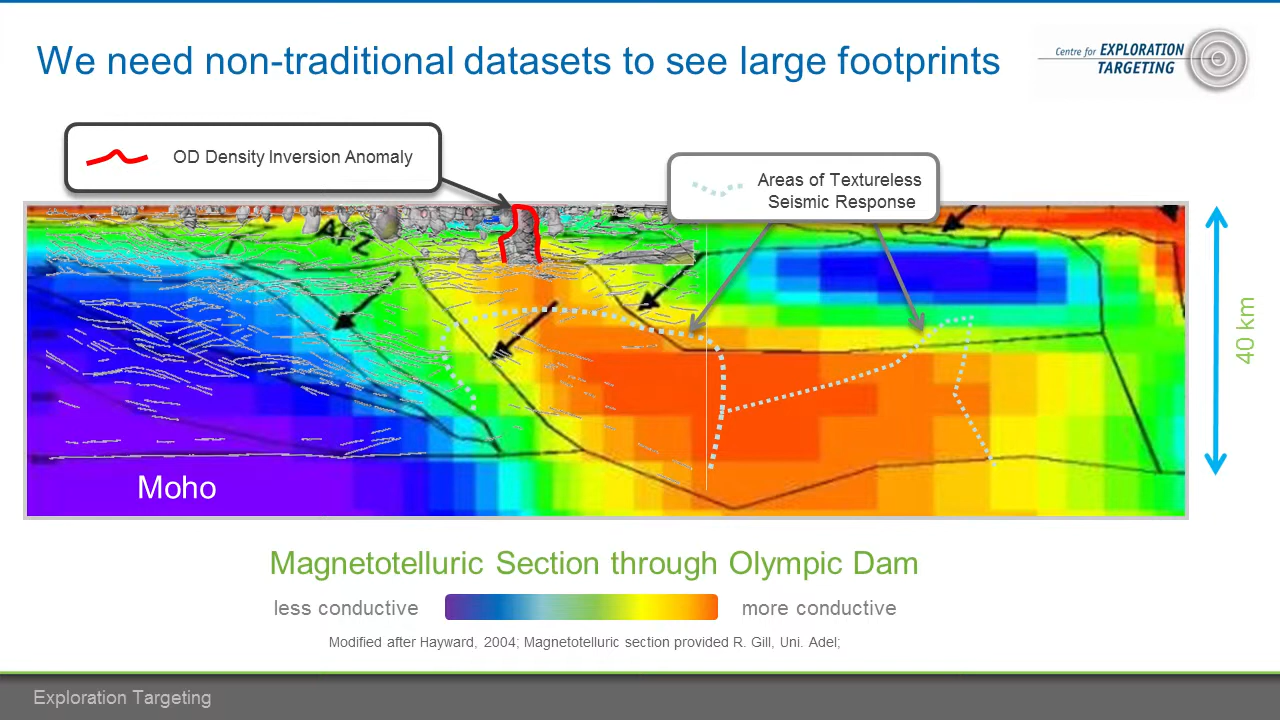 We need non-traditional datasets to see large footprints
Centre for EXPLORATION
TARGETING
OD Density Inversion Anomaly
Areas of Textureless
Seismic Response
AFZ
40 km
Moho
Magnetotelluric Section through Olympic Dam
less conductive
more conductive
Modified after Hayward, 2004; Magnetotelluric section provided R. Gill, Uni. Adel;
Exploration Targeting